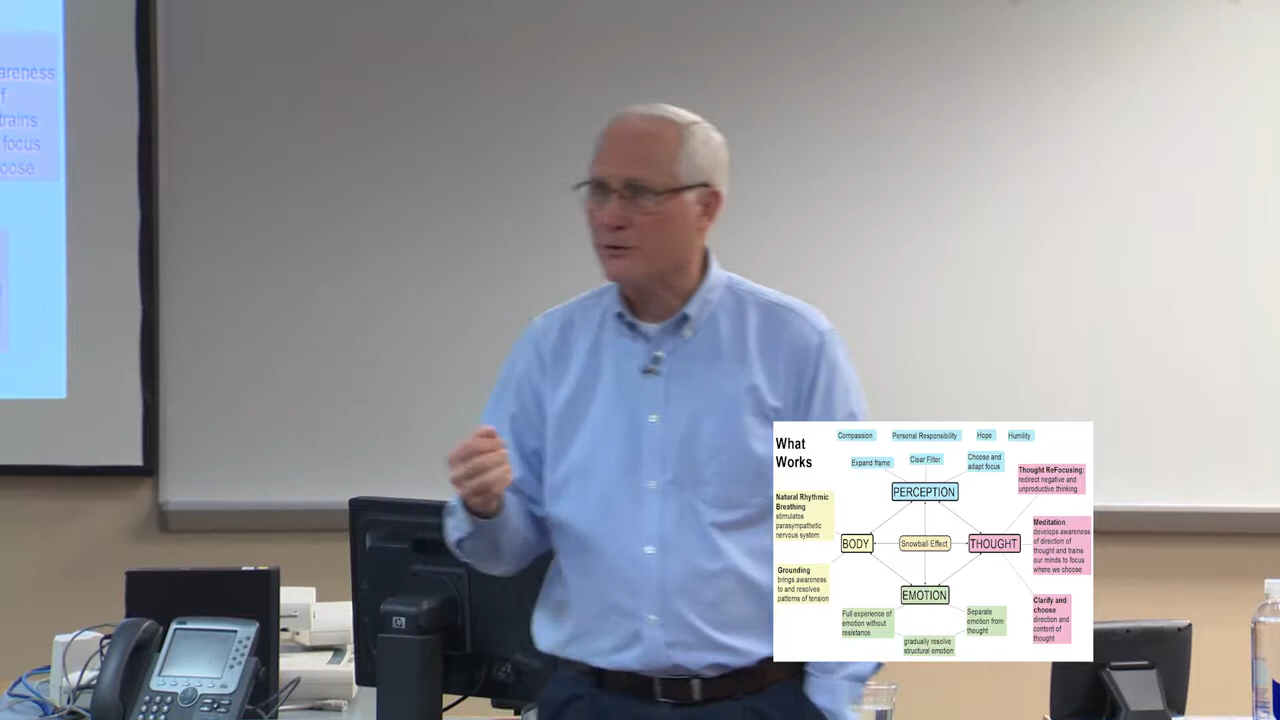 areness
f
trains
focus
oose
What
Works
Compassion
Personal Responsibility
Hope
Humility
Expand frame
Clear Filter
Choose and
adapt focus
PERCEPTION
Thought ReFocusing:
redirect negative and
unproductive thinking
Natural Rhythmic
Breathing
stimulates
parasympathetic
nervous system
BODY
Snowball Effect
THOUGHT
Meditation
develops awareness
of direction of
thought and trains
our minds to focus
where we choose
Grounding
brings awareness
to and resolves
patterns of tension
EMOTION
Full experience of
emotion without
resistance
Separate
emotion from
thought
gradually resolve
structural emotion
Clarify and
choose
direction and
content of
thought
hp